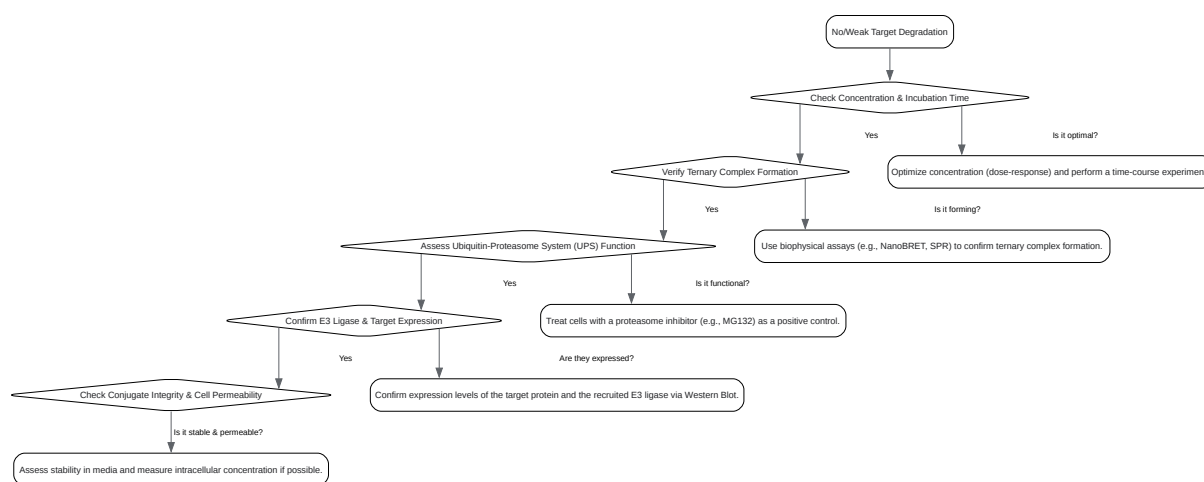 No/Weak Target Degradation
Check Concentration & Incubation Time
Yes
Is it optimal?
Verify Ternary Complex Formation
Optimize concentration (dose-response) and perform a time-course experimen
Yes
Is it forming?
Assess Ubiquitin-Proteasome System (UPS) Function
Use biophysical assays (e.g., NanoBRET, SPR) to confirm ternary complex formation.
Yes
Is it functional?
Confirm E3 Ligase & Target Expression
Treat cells with a proteasome inhibitor (e.g., MG132) as a positive control.
Yes
Are they expressed?
Check Conjugate Integrity & Cell Permeability
Confirm expression levels of the target protein and the recruited E3 ligase via Western Blot.
Is it stable & permeable?
Assess stability in media and measure intracellular concentration if possible.